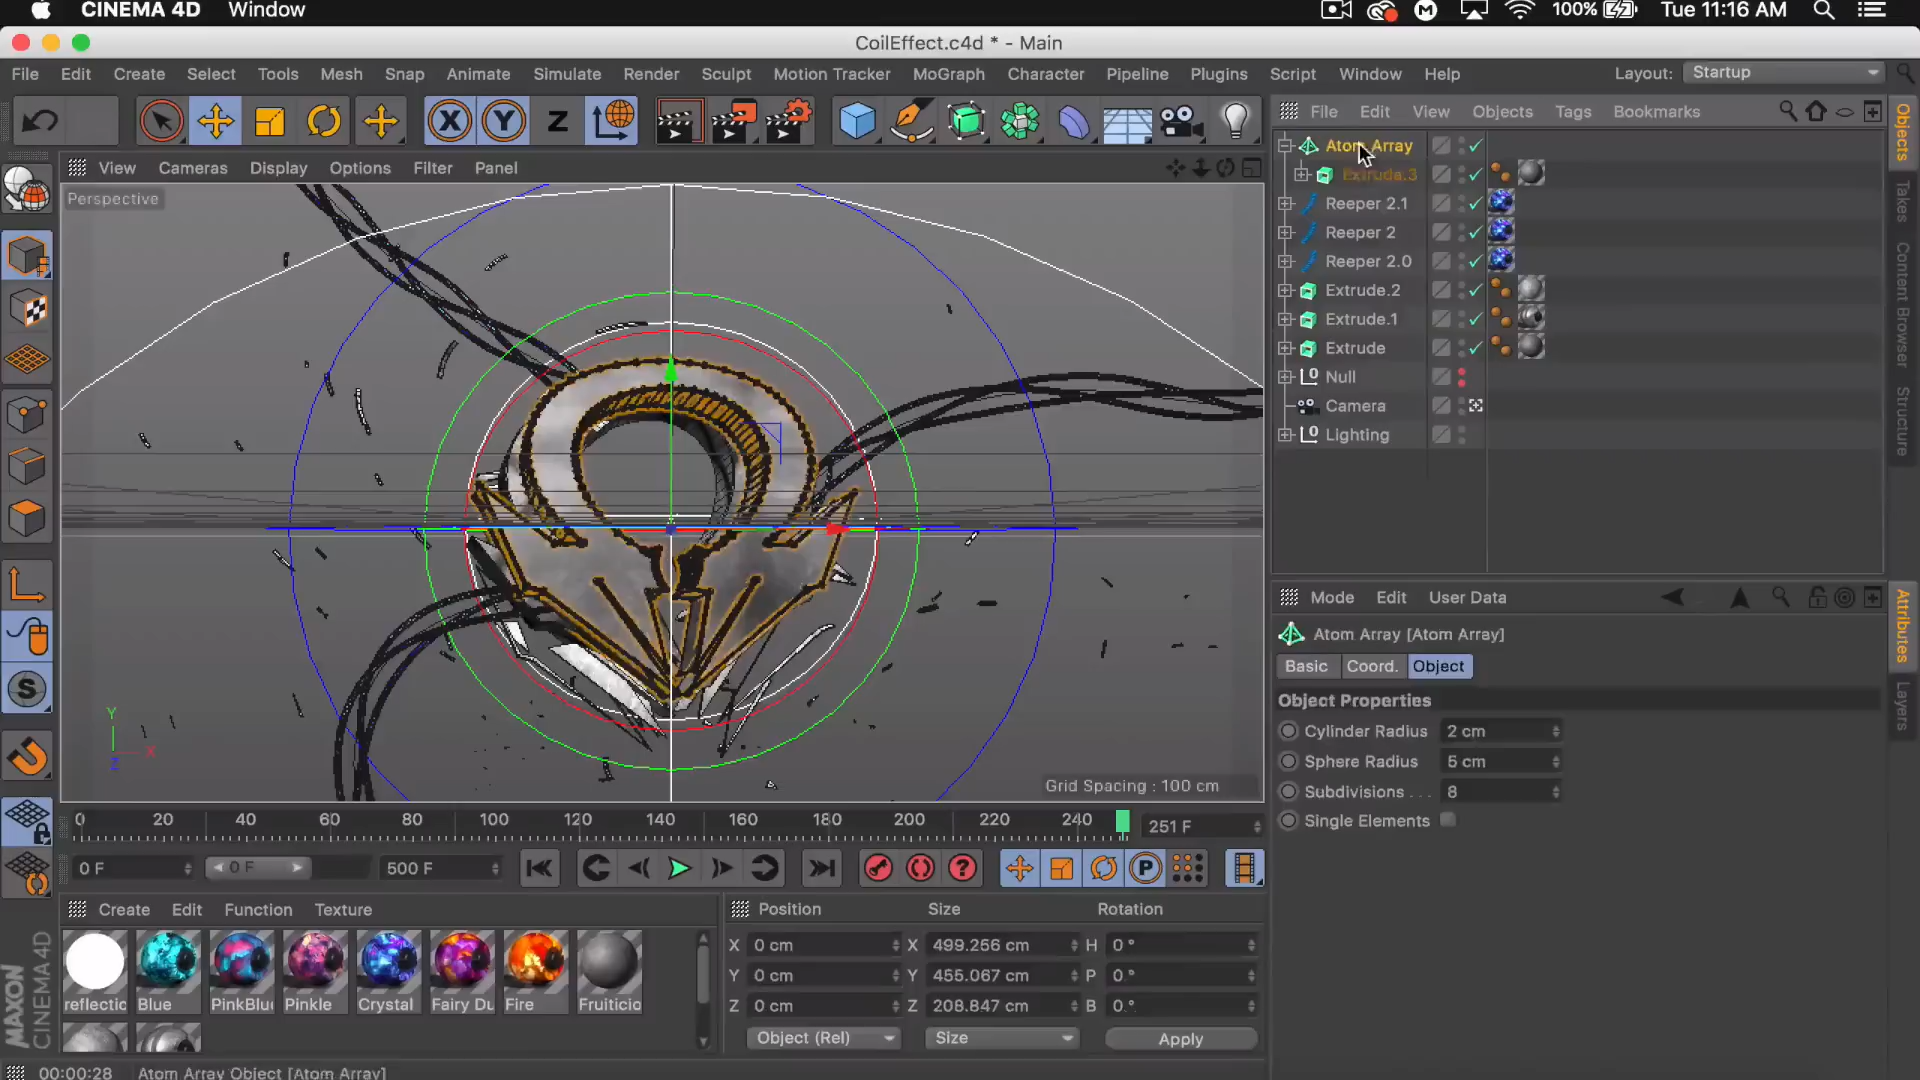 CINEMA 4D Window 100% Tue 11:16 AM
CoilEffect.c4d * - Main
File Edit Create Select Tools Mesh Snap Animate Simulate Render Sculpt Motion Tracker MoGraph Character Pipeline Plugins Script Window Help Layout: Startup
X Y Z
File Edit View Objects Tags Bookmarks
View Cameras Display Options Filter Panel
Perspective
Atom Array
Extrude.3
Reeper 2.1
Reeper 2
Reeper 2.0
Extrude.2
Extrude.1
Extrude
Null
Camera
Lighting
Objects
Takes
Content Browser
Structure
Y
X
Z
Grid Spacing : 100 cm
Mode Edit User Data
Atom Array [Atom Array]
Basic Coord. Object
Object Properties
Cylinder Radius 2 cm
Sphere Radius 5 cm
Subdivisions . . . 8
Single Elements
Attributes
Layers
0 20 40 60 80 100 120 140 160 180 200 220 240 251 F
0 F 0 F 500 F
Create Edit Function Texture
reflectio Blue PinkBlu Pinkle Crystal Fairy Du Fire Fruiticio
Position Size Rotation
X 0 cm X 499.256 cm H 0 °
Y 0 cm Y 455.067 cm P 0 °
Z 0 cm Z 208.847 cm B 0 °
Object (Rel) Size Apply
MAXON
CINEMA 4D
00:00:28 Atom Array Object [Atom Array]